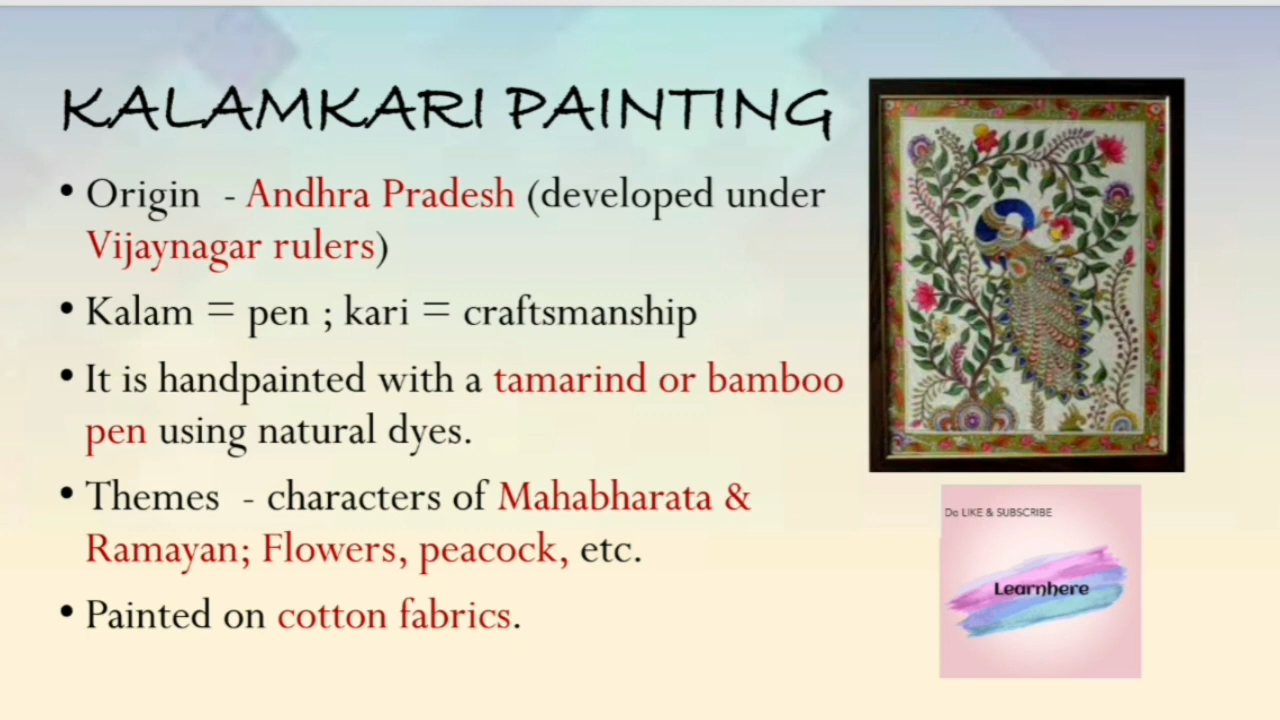 KALAMKARI PAINTING
• Origin - Andhra Pradesh (developed under
Vijaynagar rulers)
• Kalam = pen ; kari = craftsmanship
• It is handpainted with a tamarind or bamboo
pen using natural dyes.
• Themes - characters of Mahabharata &
Ramayan; Flowers, peacock, etc.
• Painted on cotton fabrics.
Do LIKE & SUBSCRIBE
Learnhere